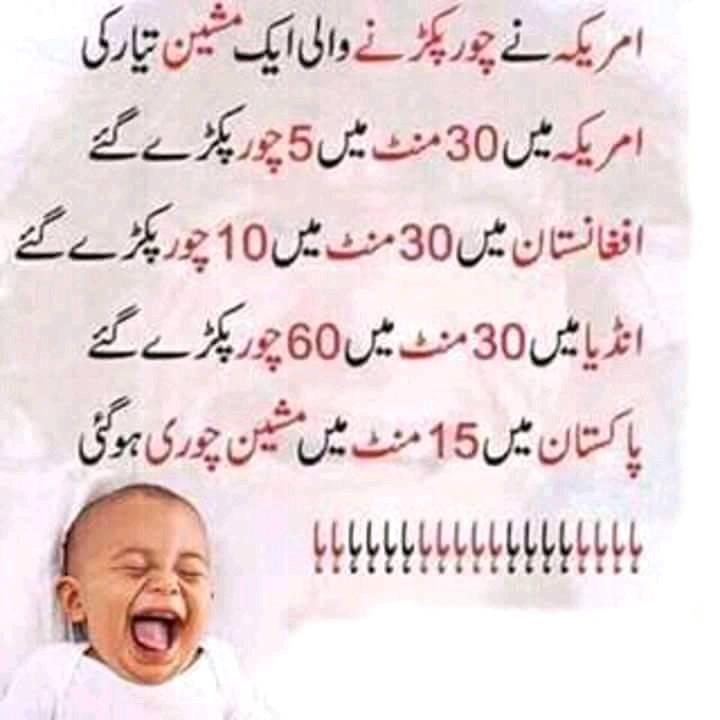 امریکہ نے چور پکڑنے والی ایک مشین تیار کی
امریکہ میں 30 منٹ میں 5 چور پکڑے گئے
افغانستان میں 30 منٹ میں 10 چور پکڑے گئے
انڈیا میں 30 منٹ میں 60 چور پکڑے گئے
پاکستان میں 15 منٹ میں مشین چوری ہوگئی
ہاہاہاہاہاہاہاہاہاہاہاہاہاہاہاہاہاہاہا